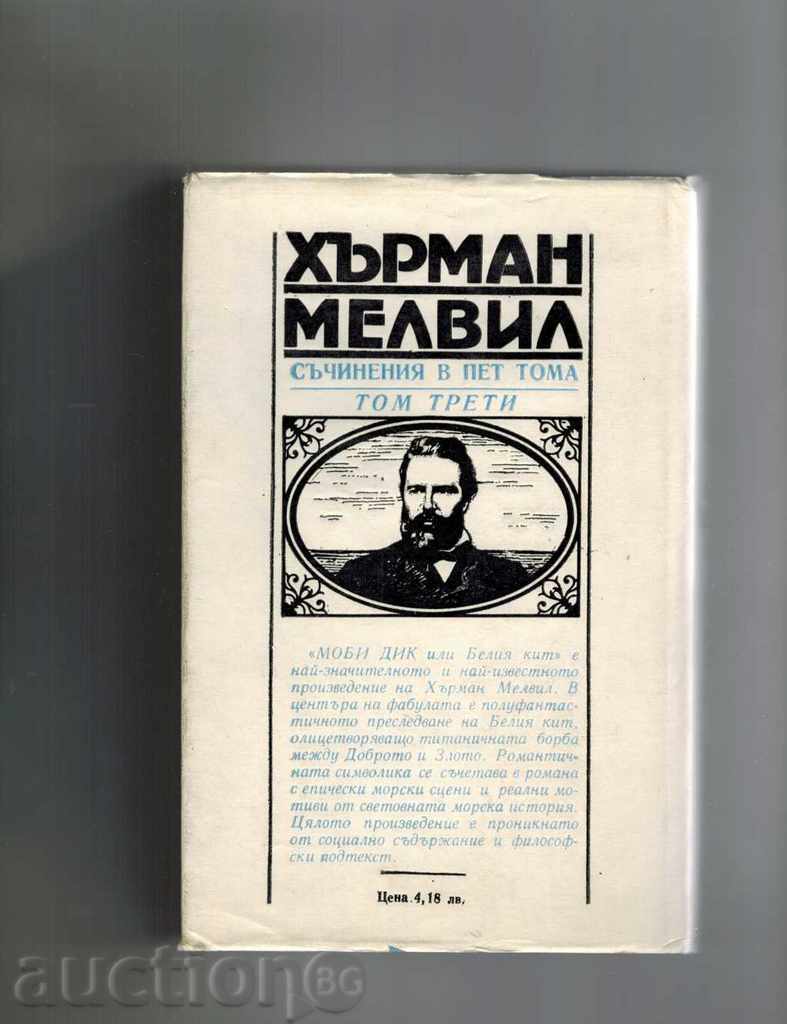 ХЪРМАН
МЕЛВИЛ
СЪЧИНЕНИЯ В ПЕТ ТОМА
ТОМ ТРЕТИ
«МОБИ ДИК или Белия кит» е
най-значителното и най-известното
произведение на Хърман Мелвил. В
центъра на фабулата е полуфантас-
тичното преследване на Белия кит,
олицетворяващо титаничната борба
между Доброто и Злото. Романтич-
ната символика се съчетава в романа
с епически морски сцени и реални мо-
тиви от световната морска история.
Цялото произведение е проникнато
от социално съдържание и философ-
ски подтекст.
Цена 4,18 лв.
auctionBG